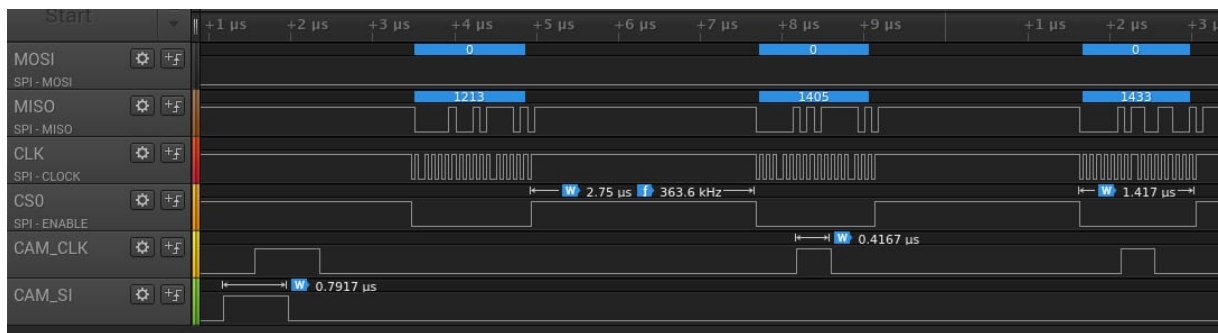 Start
+1 µs +2 µs +3 µs +4 µs +5 µs +6 µs +7 µs +8 µs +9 µs +1 µs +2 µs +3 µ
MOSI 0 0 0
SPI - MOSI
MISO 1213 1405 1433
SPI - MISO
CLK
SPI - CLOCK
CS0 W 2.75 µs f 363.6 kHz W 1.417 µs
SPI - ENABLE
CAM_CLK W 0.4167 µs
CAM_SI W 0.7917 µs